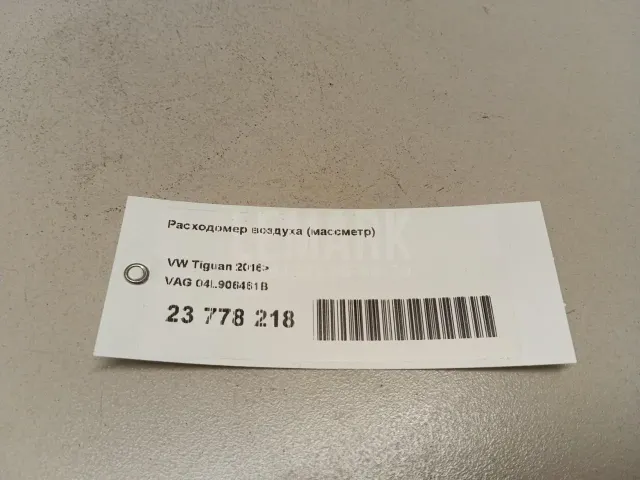 Расходомер воздуха (массметр)
VW Tiguan 2016>
VAG 04L906461B
23 778 218